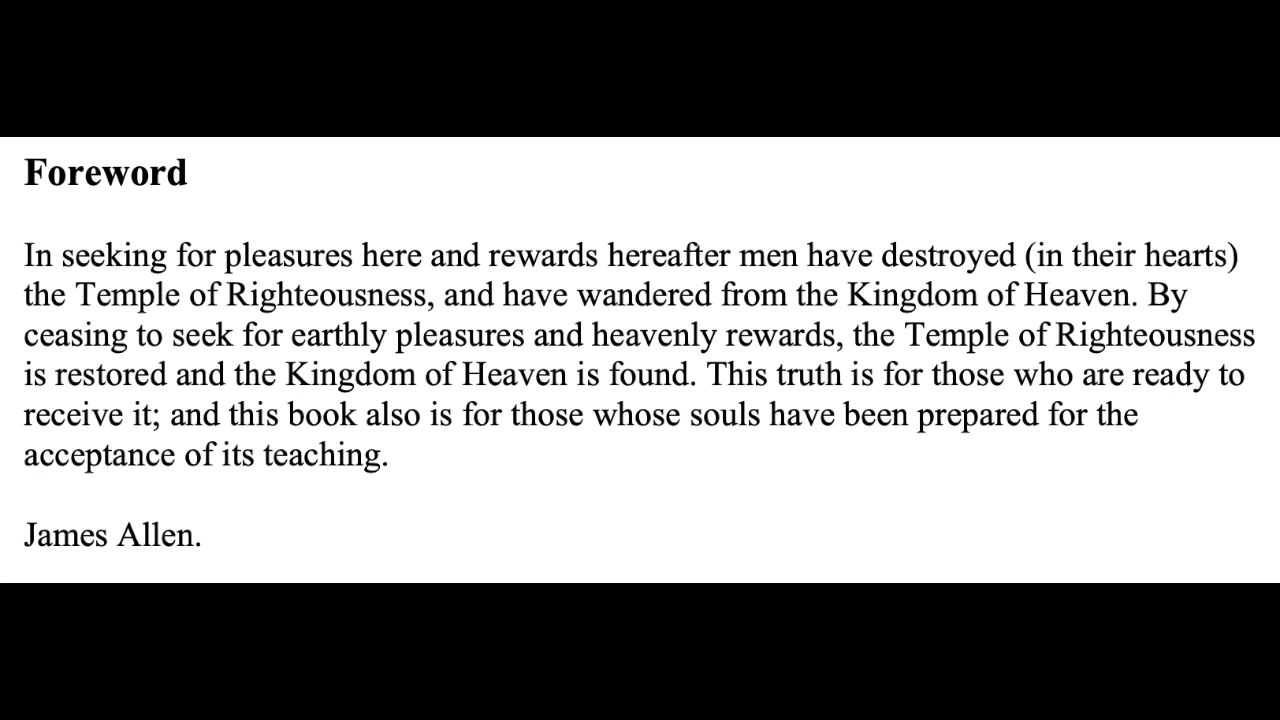 Foreword
In seeking for pleasures here and rewards hereafter men have destroyed (in their hearts)
the Temple of Righteousness, and have wandered from the Kingdom of Heaven. By
ceasing to seek for earthly pleasures and heavenly rewards, the Temple of Righteousness
is restored and the Kingdom of Heaven is found. This truth is for those who are ready to
receive it; and this book also is for those whose souls have been prepared for the
acceptance of its teaching.
James Allen.